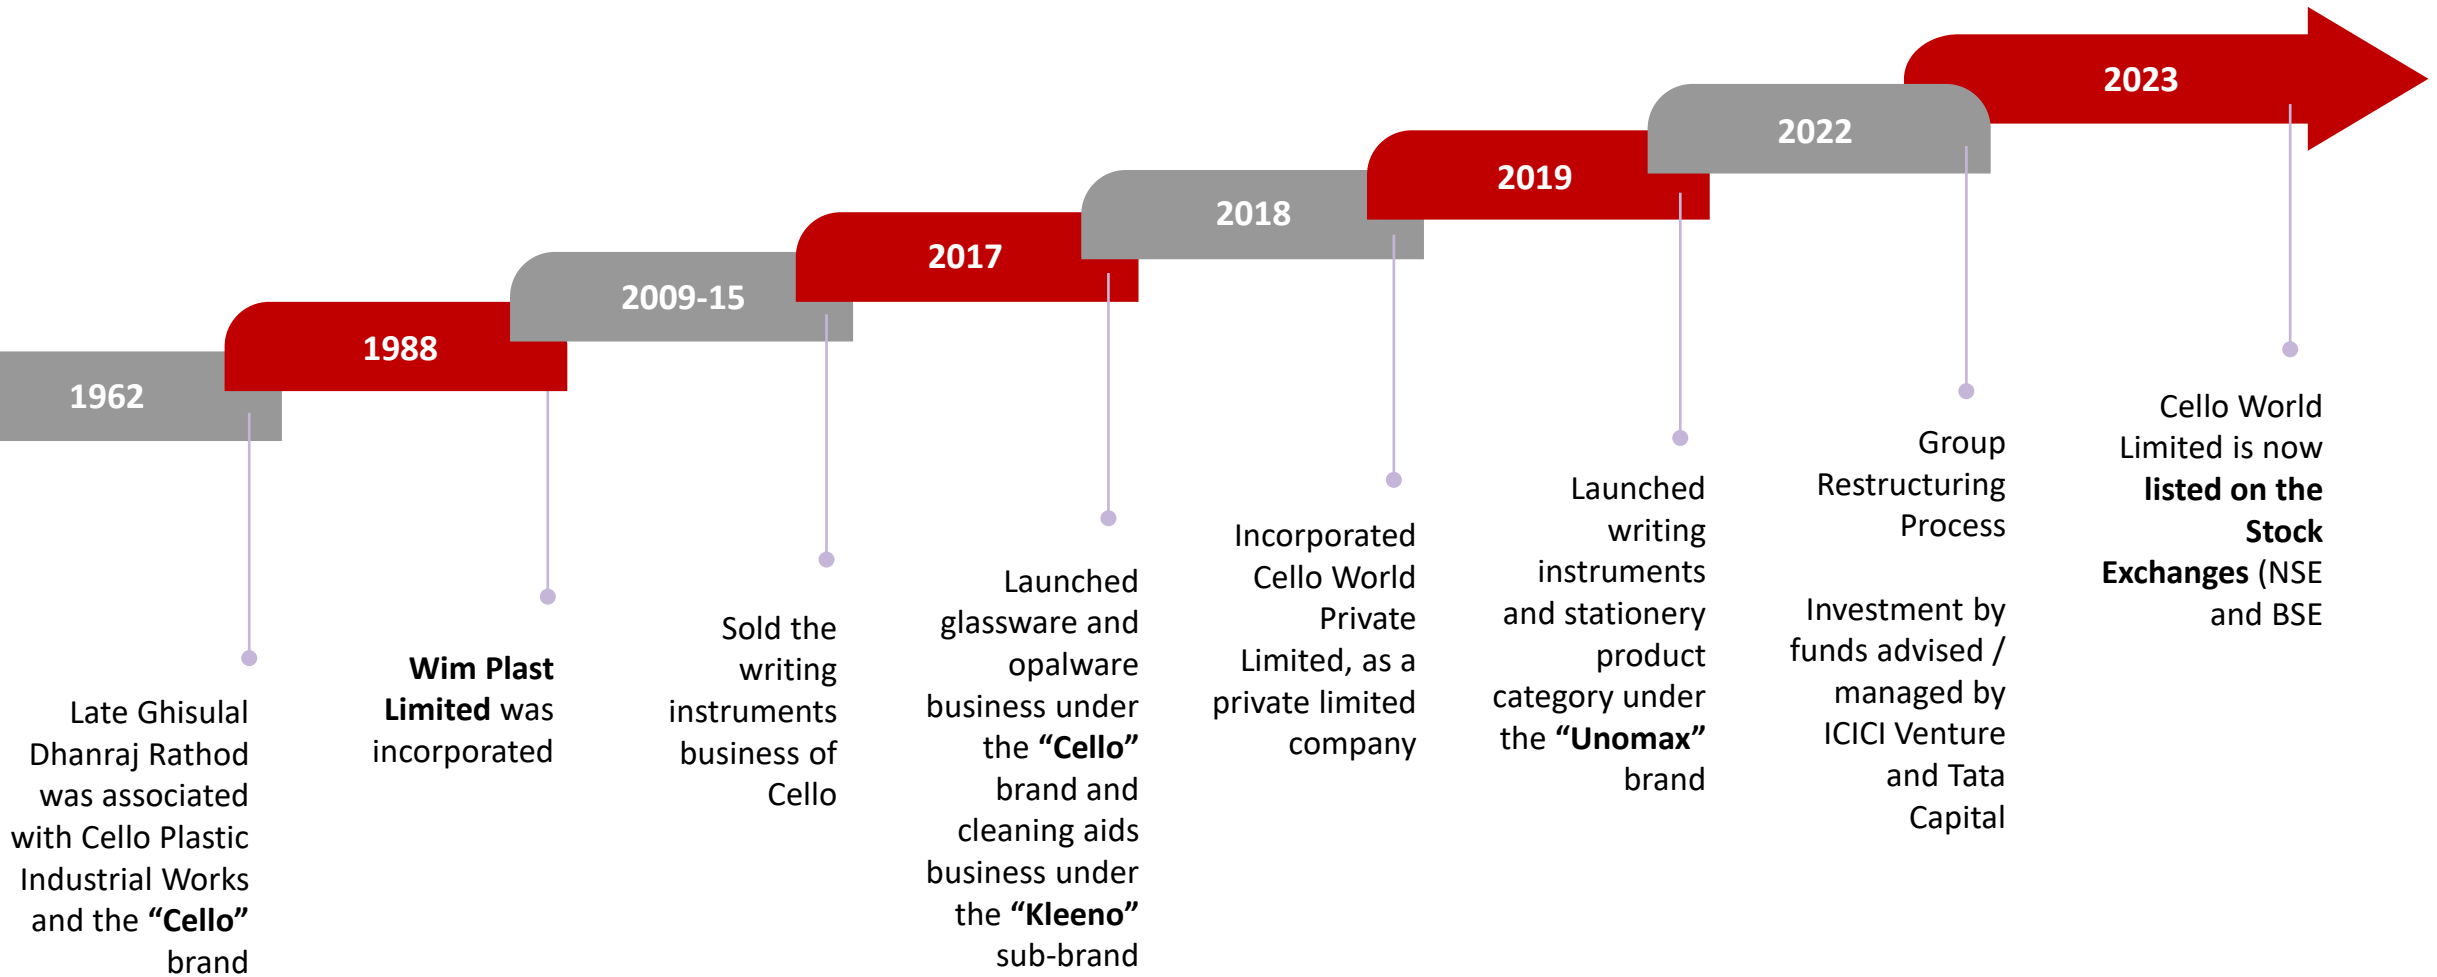 1962
Late Ghisulal
Dhanraj Rathod
was associated
with Cello Plastic
Industrial Works
and the “Cello”
brand
1988
Wim Plast
Limited was
incorporated
2009-15
Sold the
writing
instruments
business of
Cello
2017
Launched
glassware and
opalware
business under
the “Cello”
brand and
cleaning aids
business under
the “Kleeno”
sub-brand
2018
Incorporated
Cello World
Private
Limited, as a
private limited
company
2019
Launched
writing
instruments
and stationery
product
category under
the “Unomax”
brand
2022
Group
Restructuring
Process
Investment by
funds advised /
managed by
ICICI Venture
and Tata
Capital
2023
Cello World
Limited is now
listed on the
Stock
Exchanges (NSE
and BSE